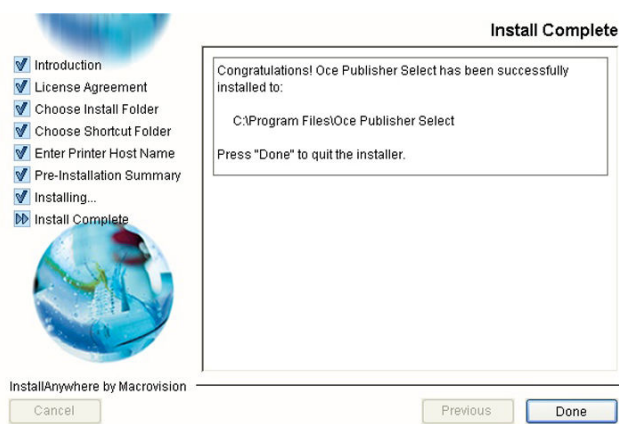 Install Complete
Introduction
License Agreement
Choose Install Folder
Choose Shortcut Folder
Enter Printer Host Name
Pre-Installation Summary
Installing...
Install Complete
Congratulations! Oce Publisher Select has been successfully
installed to:
C:\Program Files\Oce Publisher Select
Press "Done" to quit the installer.
InstallAnywhere by Macrovision
Cancel
Previous
Done